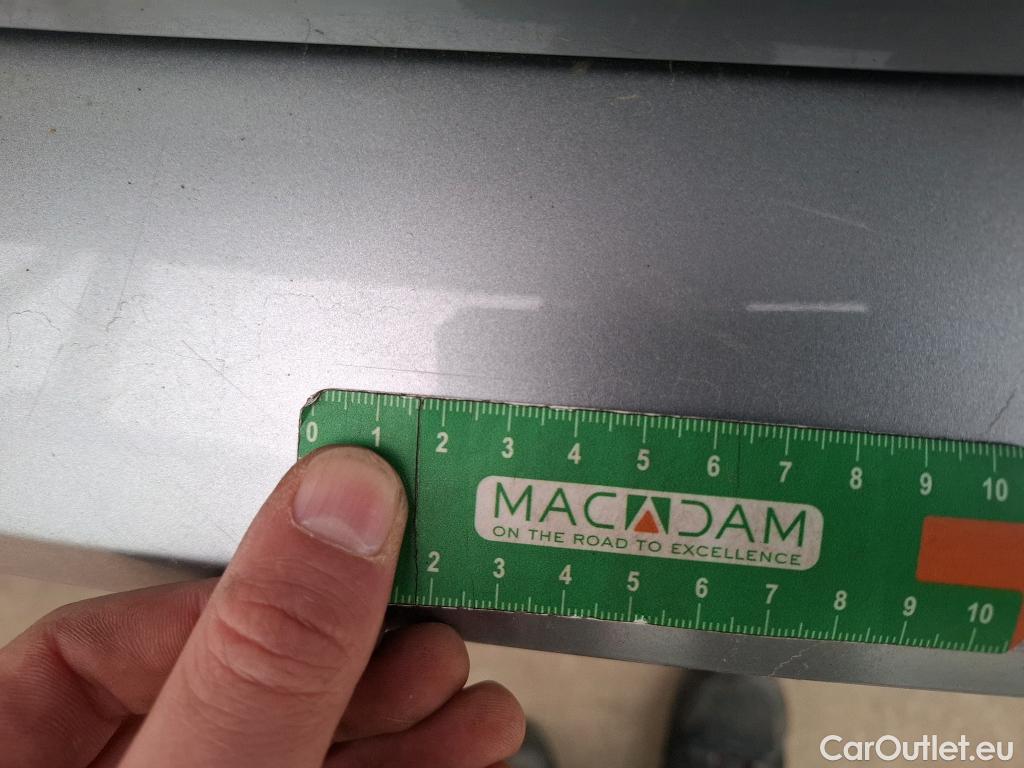 0 1 2 3 4 5 6 7 8 9 10
MACADAM
ON THE ROAD TO EXCELLENCE
2 3 4 5 6 7 8 9 10
CarOutlet.eu